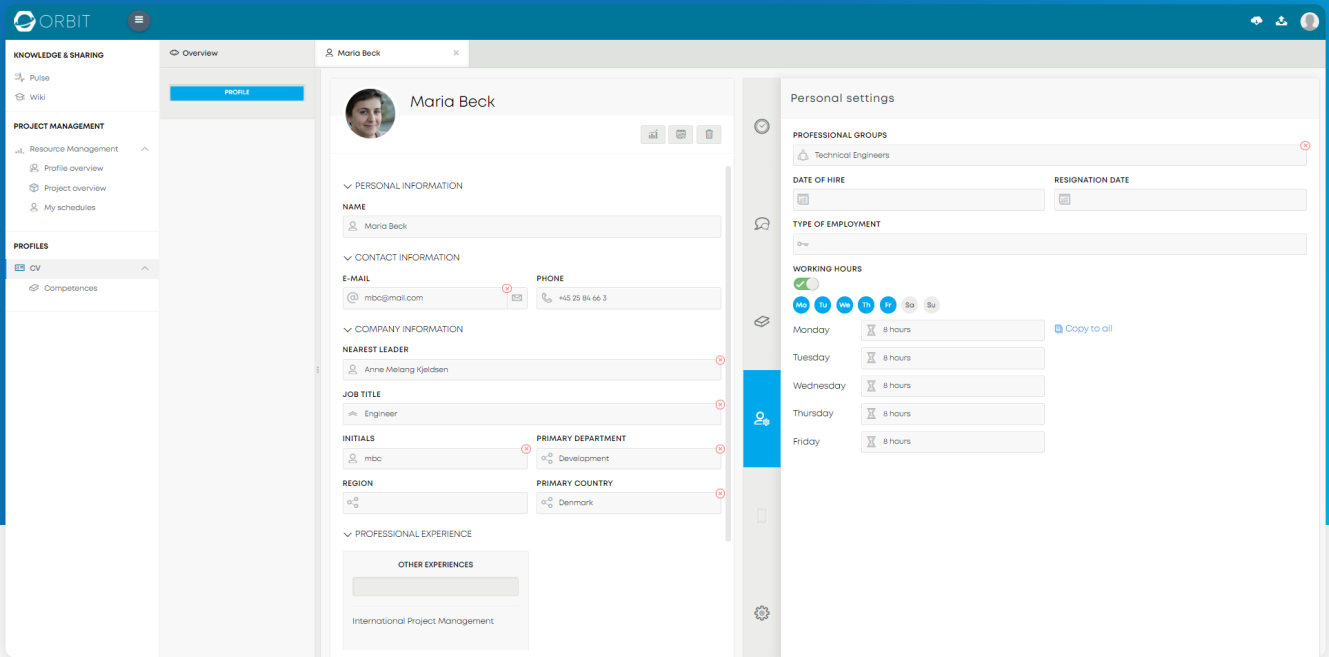 ORBIT
KNOWLEDGE & SHARING
Pulse
Wiki
PROJECT MANAGEMENT
Resource Management
Profile overview
Project overview
My schedules
PROFILES
CV
Competences
Overview
Maria Beck
PROFILE
Maria Beck
PERSONAL INFORMATION
NAME
Maria Beck
CONTACT INFORMATION
E-MAIL PHONE
mbc@mail.com +45 25 84 66 3
COMPANY INFORMATION
NEAREST LEADER
Anne Melang Kjeldsen
JOB TITLE
Engineer
INITIALS PRIMARY DEPARTMENT
mbc Development
REGION PRIMARY COUNTRY
Denmark
PROFESSIONAL EXPERIENCE
OTHER EXPERIENCES
International Project Management
Personal settings
PROFESSIONAL GROUPS
Technical Engineers
DATE OF HIRE RESIGNATION DATE
TYPE OF EMPLOYMENT
WORKING HOURS
Mo Tu We Th Fr Sa Su
Monday 8 hours Copy to all
Tuesday 8 hours
Wednesday 8 hours
Thursday 8 hours
Friday 8 hours